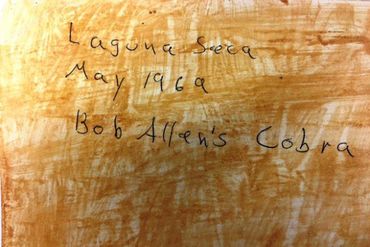 Laguna Seca
May 1969
Bob Allen's Cobra